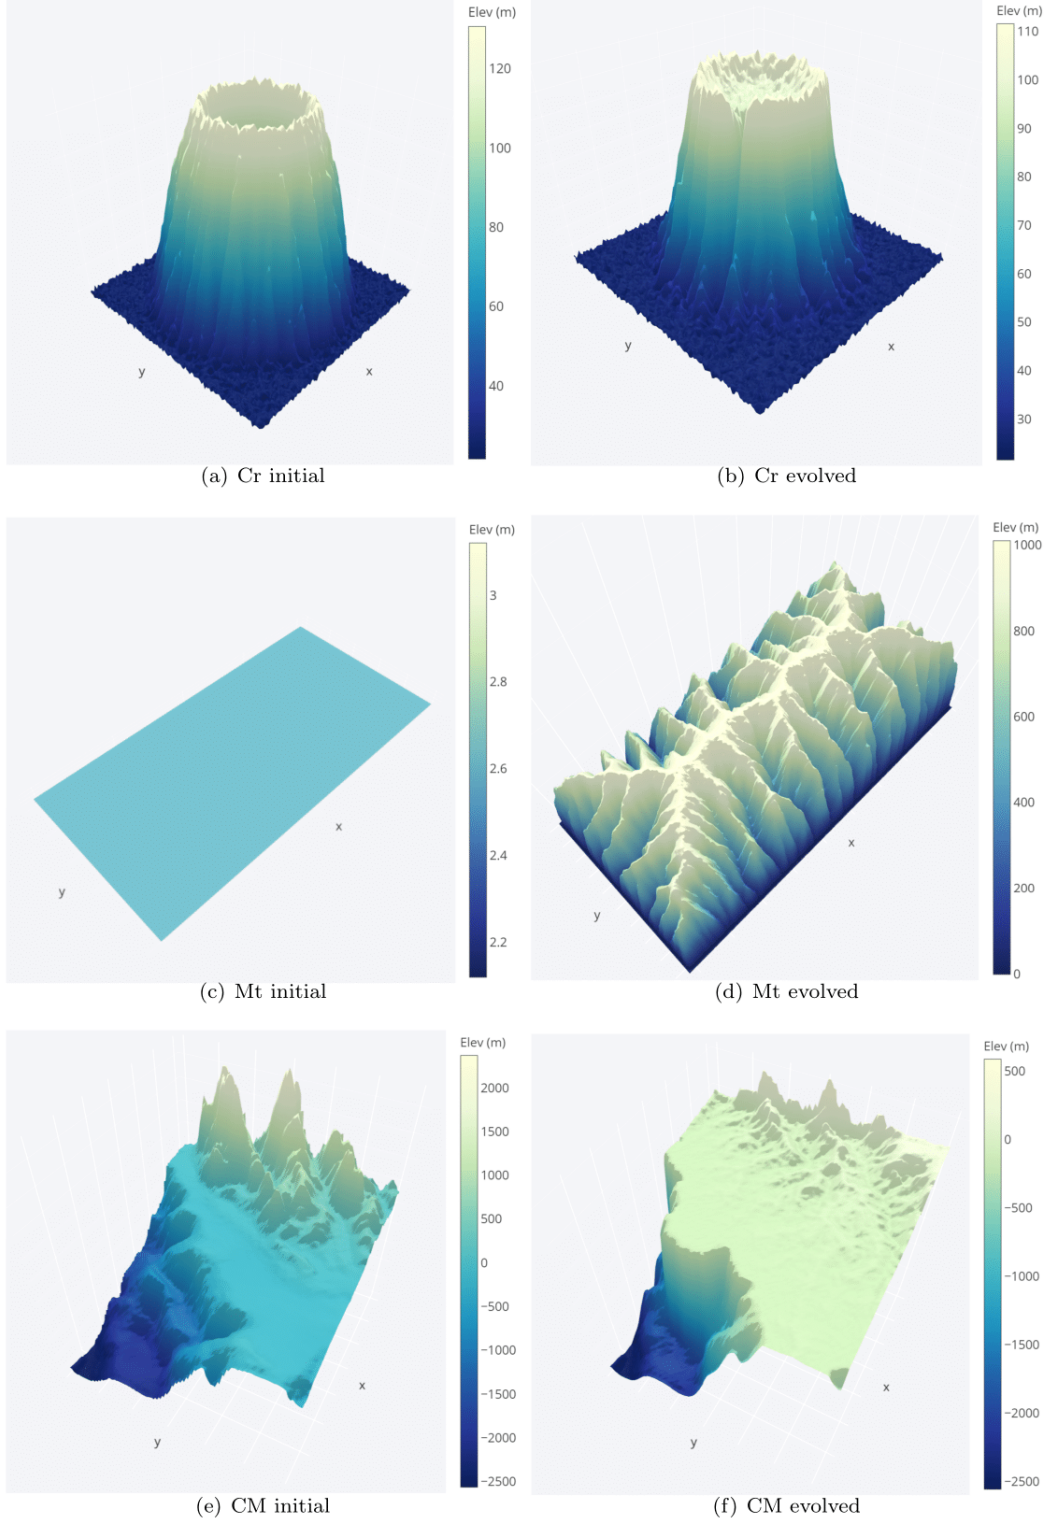 Elev (m)
120
100
80
60
40
y
x
(a) Cr initial
Elev (m)
110
100
90
80
70
60
50
40
30
y
x
(b) Cr evolved
Elev (m)
3
2.8
2.6
2.4
2.2
x
y
(c) Mt initial
Elev (m)
1000
800
600
400
200
0
x
y
(d) Mt evolved
Elev (m)
2000
1500
1000
500
0
−500
−1000
−1500
−2000
−2500
x
y
(e) CM initial
Elev (m)
500
0
−500
−1000
−1500
−2000
−2500
x
y
(f) CM evolved